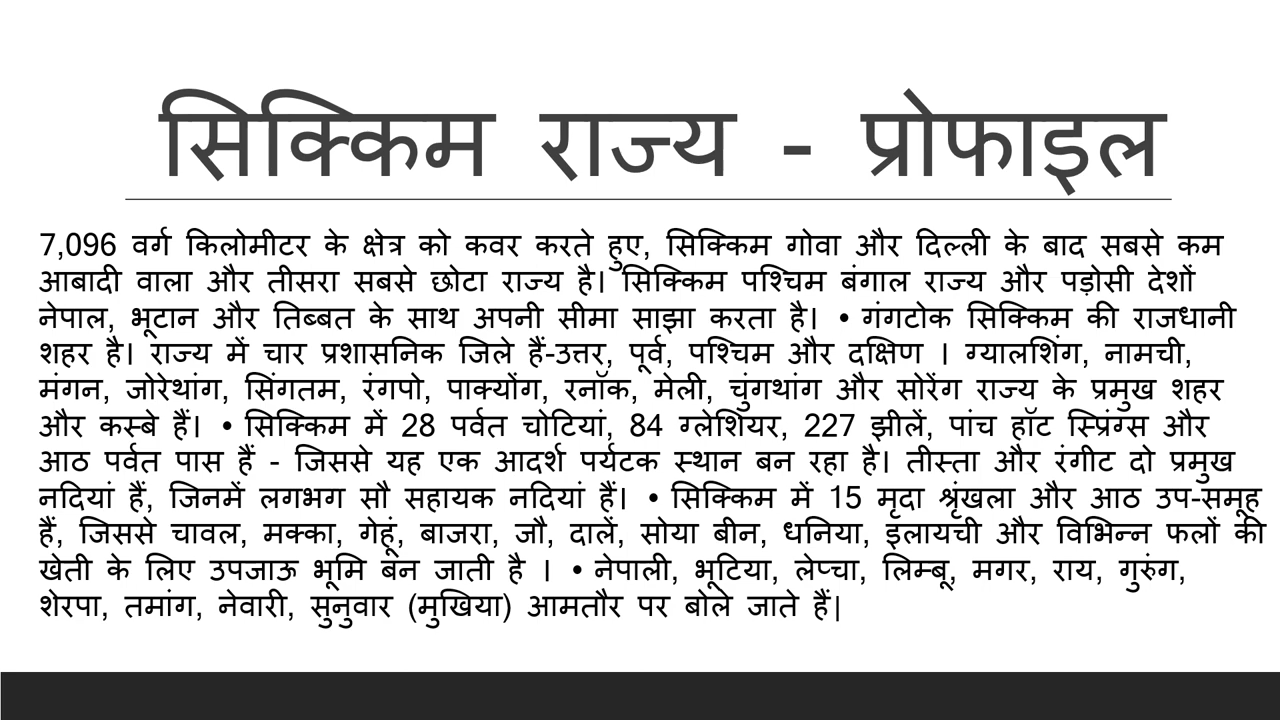 सिक्किम राज्य - प्रोफाइल
7,096 वर्ग किलोमीटर के क्षेत्र को कवर करते हुए, सिक्किम गोवा और दिल्ली के बाद सबसे कम
आबादी वाला और तीसरा सबसे छोटा राज्य है। सिक्किम पश्चिम बंगाल राज्य और पड़ोसी देशों
नेपाल, भूटान और तिब्बत के साथ अपनी सीमा साझा करता है। • गंगटोक सिक्किम की राजधानी
शहर है। राज्य में चार प्रशासनिक जिले हैं-उत्तर, पूर्व, पश्चिम और दक्षिण । ग्यालशिंग, नामची,
मंगन, जोरेथांग, सिंगतम, रंगपो, पाक्योंग, रनॉक, मेली, चुंगथांग और सोरेंग राज्य के प्रमुख शहर
और कस्बे हैं। • सिक्किम में 28 पर्वत चोटियां, 84 ग्लेशियर, 227 झीलें, पांच हॉट स्प्रिंग्स और
आठ पर्वत पास हैं - जिससे यह एक आदर्श पर्यटक स्थान बन रहा है। तीस्ता और रंगीट दो प्रमुख
नदियां हैं, जिनमें लगभग सौ सहायक नदियां हैं। • सिक्किम में 15 मृदा श्रृंखला और आठ उप-समूह
हैं, जिससे चावल, मक्का, गेहूं, बाजरा, जौ, दालें, सोया बीन, धनिया, इलायची और विभिन्न फलों की
खेती के लिए उपजाऊ भूमि बन जाती है । • नेपाली, भूटिया, लेप्चा, लिम्बू, मगर, राय, गुरुंग,
शेरपा, तमांग, नेवारी, सुनुवार (मुखिया) आमतौर पर बोले जाते हैं|